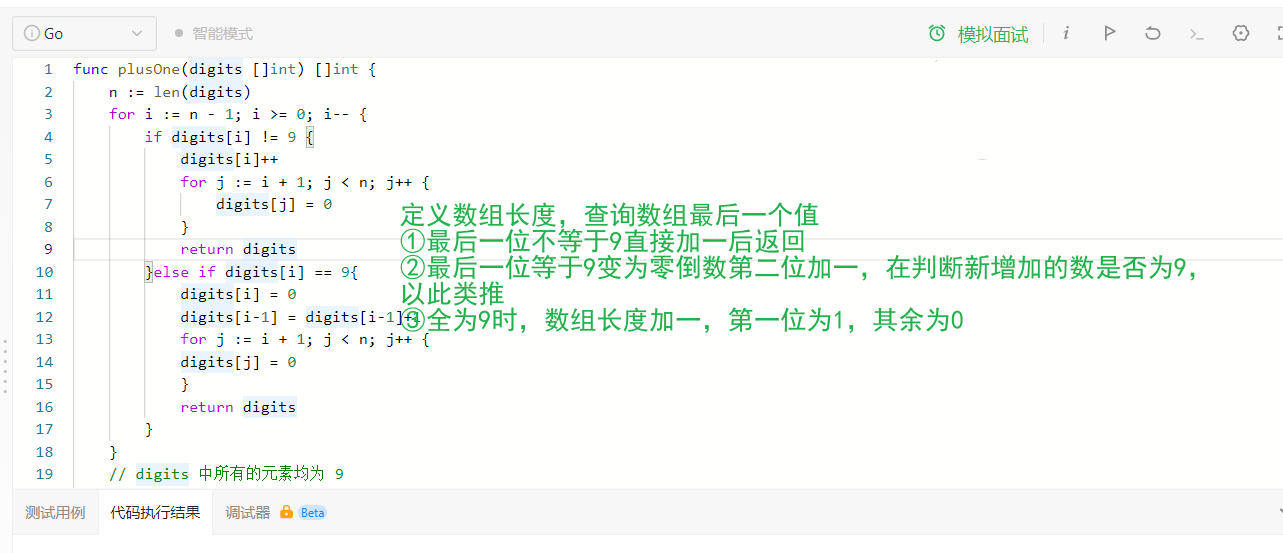 Go
智能模式
模拟面试
1 func plusOne(digits []int) []int {
2 n := len(digits)
3 for i := n - 1; i >= 0; i-- {
4 if digits[i] != 9 {
5 digits[i]++
6 for j := i + 1; j < n; j++ {
7 digits[j] = 0
8 }
9 return digits
10 }else if digits[i] == 9{
11 digits[i] = 0
12 digits[i-1] = digits[i-1]+1
13 for j := i + 1; j < n; j++ {
14 digits[j] = 0
15 }
16 return digits
17 }
18 }
19 // digits 中所有的元素均为 9
定义数组长度，查询数组最后一个值
①最后一位不等于9直接加一后返回
②最后一位等于9变为零倒数第二位加一，在判断新增加的数是否为9，
以此类推
③全为9时，数组长度加一，第一位为1，其余为0
测试用例
代码执行结果
调试器
Beta